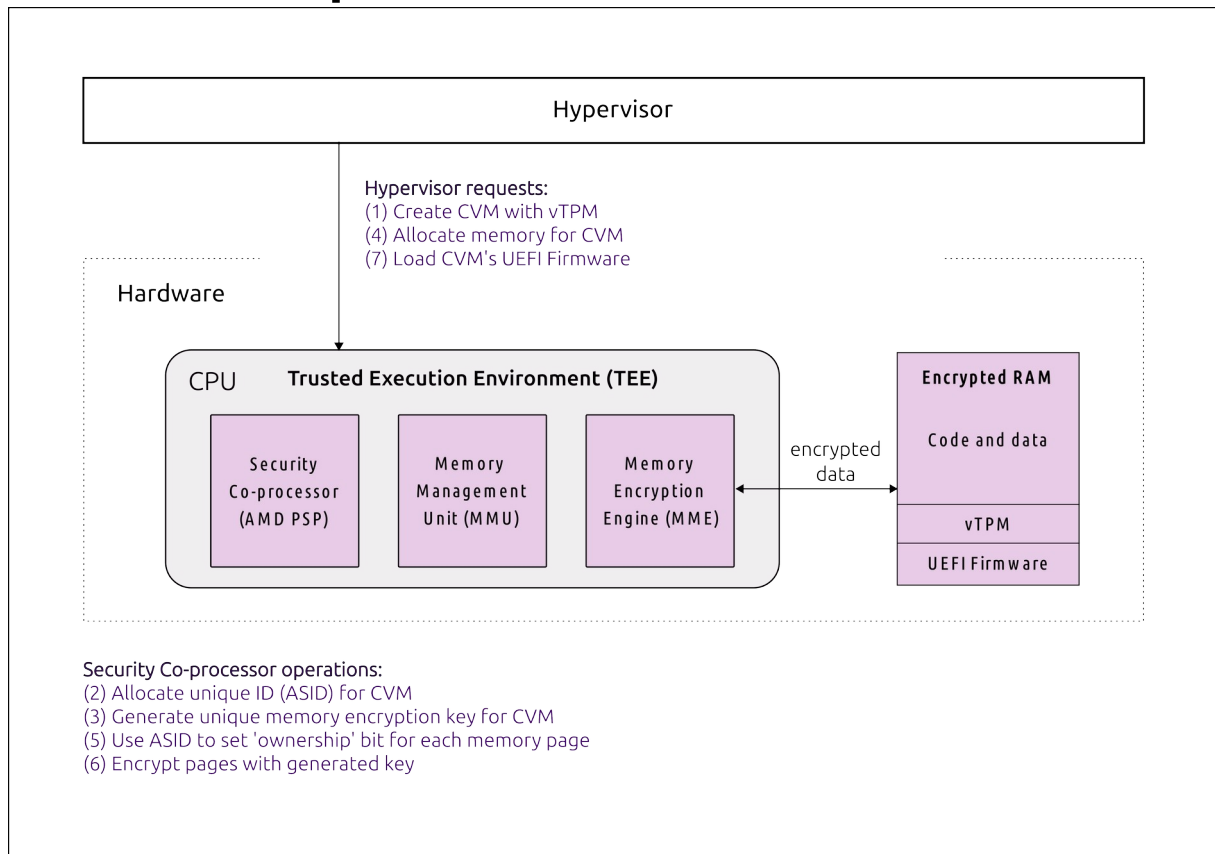 Hypervisor
Hypervisor requests:
(1) Create CVM with vTPM
(4) Allocate memory for CVM
(7) Load CVM's UEFI Firmware
Hardware
CPU
Trusted Execution Environment (TEE)
Security
Co-processor
(AMD PSP)
Memory
Management
Unit (MMU)
Memory
Encryption
Engine (MME)
encrypted
data
Encrypted RAM
Code and data
vTPM
UEFI Firmware
Security Co-processor operations:
(2) Allocate unique ID (ASID) for CVM
(3) Generate unique memory encryption key for CVM
(5) Use ASID to set 'ownership' bit for each memory page
(6) Encrypt pages with generated key